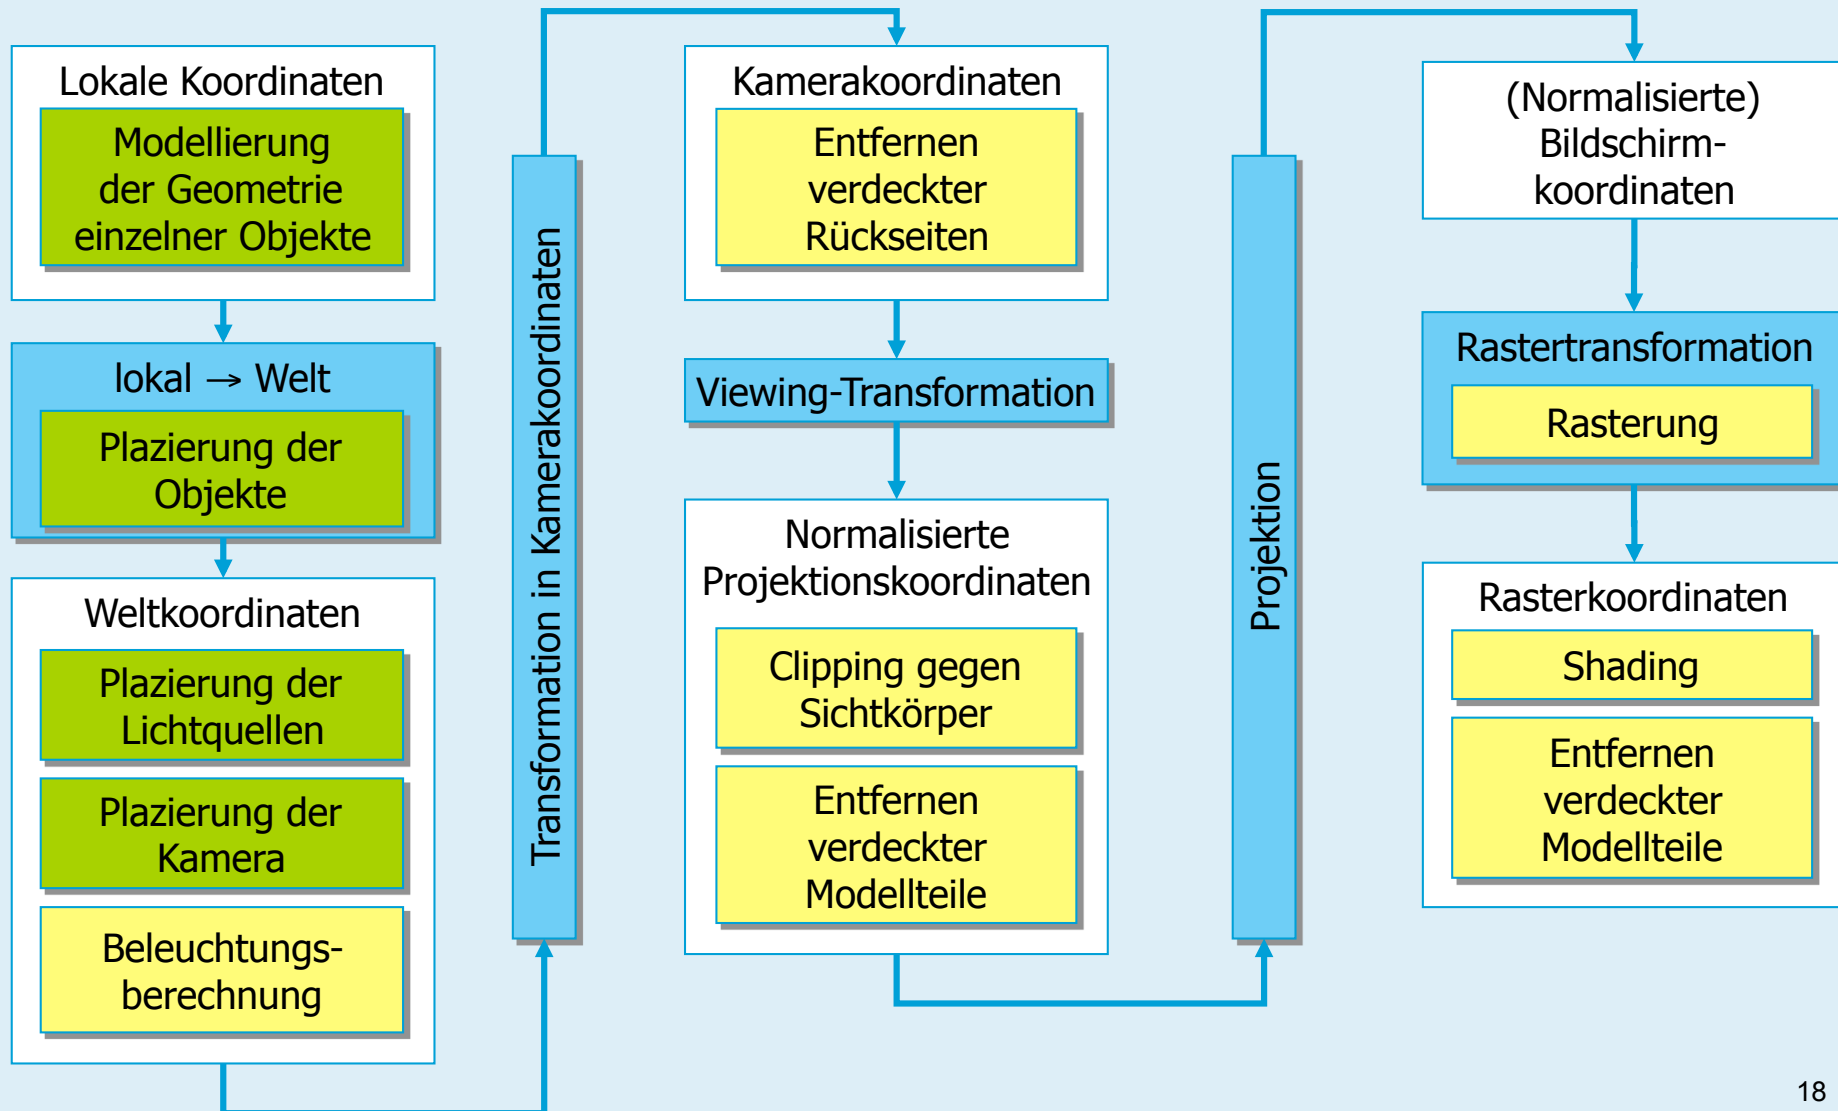 Lokale Koordinaten
Modellierung
der Geometrie
einzelner Objekte
lokal → Welt
Plazierung der
Objekte
Weltkoordinaten
Plazierung der
Lichtquellen
Plazierung der
Kamera
Beleuchtungs-
berechnung
Transformation in Kamerakoordinaten
Kamerakoordinaten
Entfernen
verdeckter
Rückseiten
Viewing-Transformation
Normalisierte
Projektionskoordinaten
Clipping gegen
Sichtkörper
Entfernen
verdeckter
Modellteile
Projektion
(Normalisierte)
Bildschirm-
koordinaten
Rastertransformation
Rasterung
Rasterkoordinaten
Shading
Entfernen
verdeckter
Modellteile
18